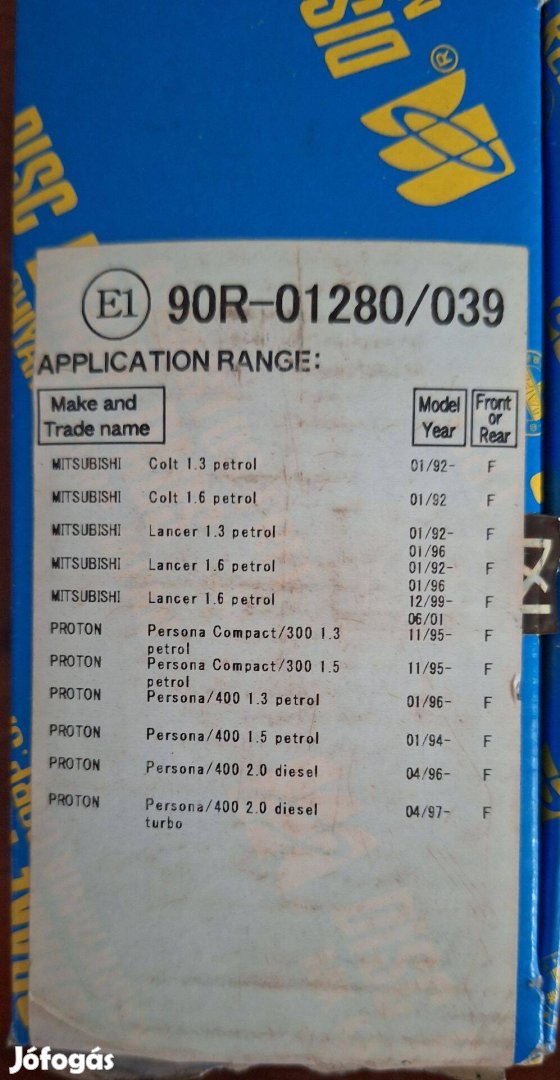 DISC
®
DISC
E1 90R-01280/039
APPLICATION RANGE:
Make and Trade name
Model Year
Front or Rear
MITSUBISHI Colt 1.3 petrol 01/92- F
MITSUBISHI Colt 1.6 petrol 01/92 F
MITSUBISHI Lancer 1.3 petrol 01/92- F
01/96
MITSUBISHI Lancer 1.6 petrol 01/92- F
01/96
MITSUBISHI Lancer 1.6 petrol 12/99- F
06/01
PROTON Persona Compact/300 1.3 11/95- F
petrol
PROTON Persona Compact/300 1.5 11/95- F
petrol
PROTON Persona/400 1.3 petrol 01/96- F
PROTON Persona/400 1.5 petrol 01/94- F
PROTON Persona/400 2.0 diesel 04/96- F
PROTON Persona/400 2.0 diesel 04/97- F
turbo
Jófogás